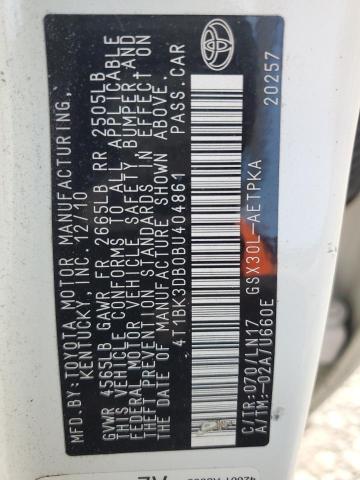 MFD.BY:TOYOTA MOTOR MANUFACTURING,
KENTUCKY, INC. 12/10
GVWR 4565LB GAWR FR 2665LB RR 2505LB
THIS VEHICLE CONFORMS TO ALL APPLICABLE
FEDERAL MOTOR VEHICLE SAFETY, BUMPER, AND
THEFT PREVENTION STANDARDS IN EFFECT ON
THE DATE OF MANUFACTURE SHOWN ABOVE.
4T1BK3DB0BU404861 PASS.CAR
C/TR:070/LN17 GSX30L-AETPKA
A/TM:-02A/U660E 20257